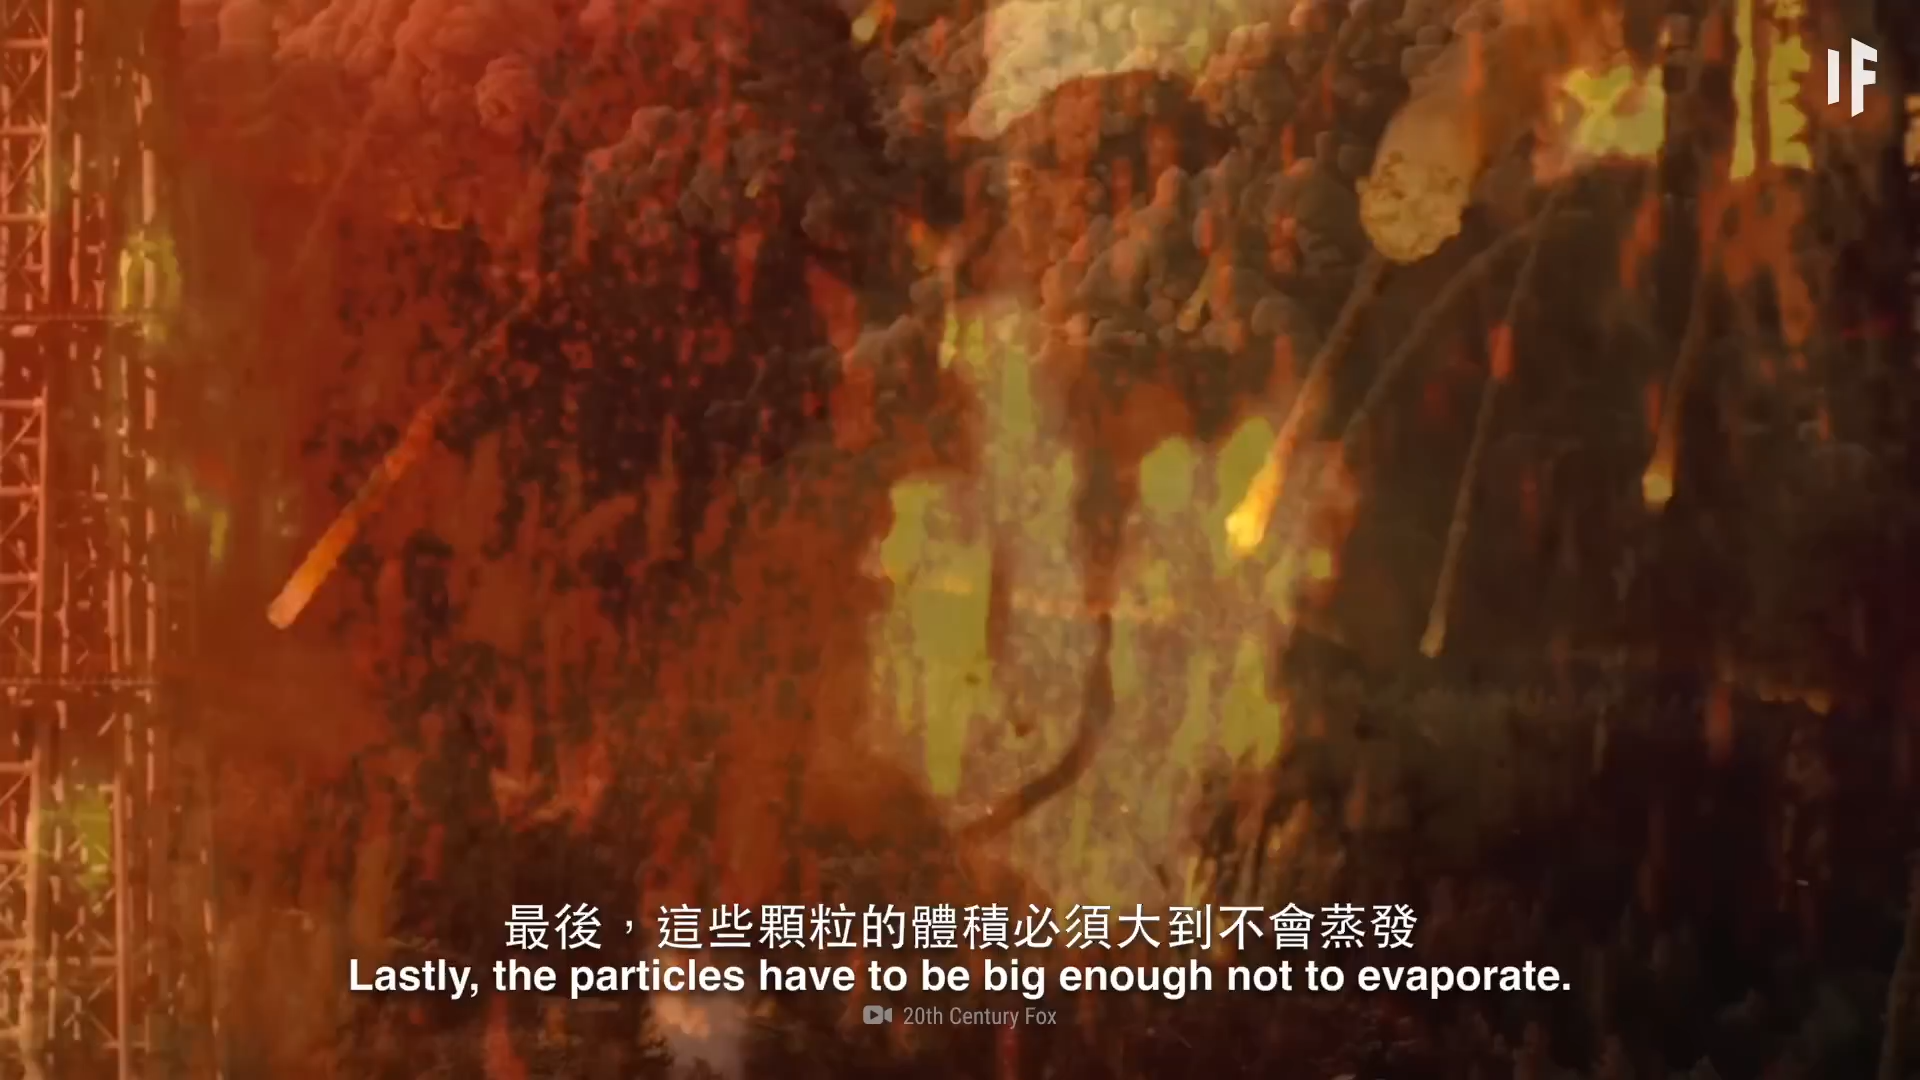 IF
最後，這些顆粒的體積必須大到不會蒸發
Lastly, the particles have to be big enough not to evaporate.
20th Century Fox